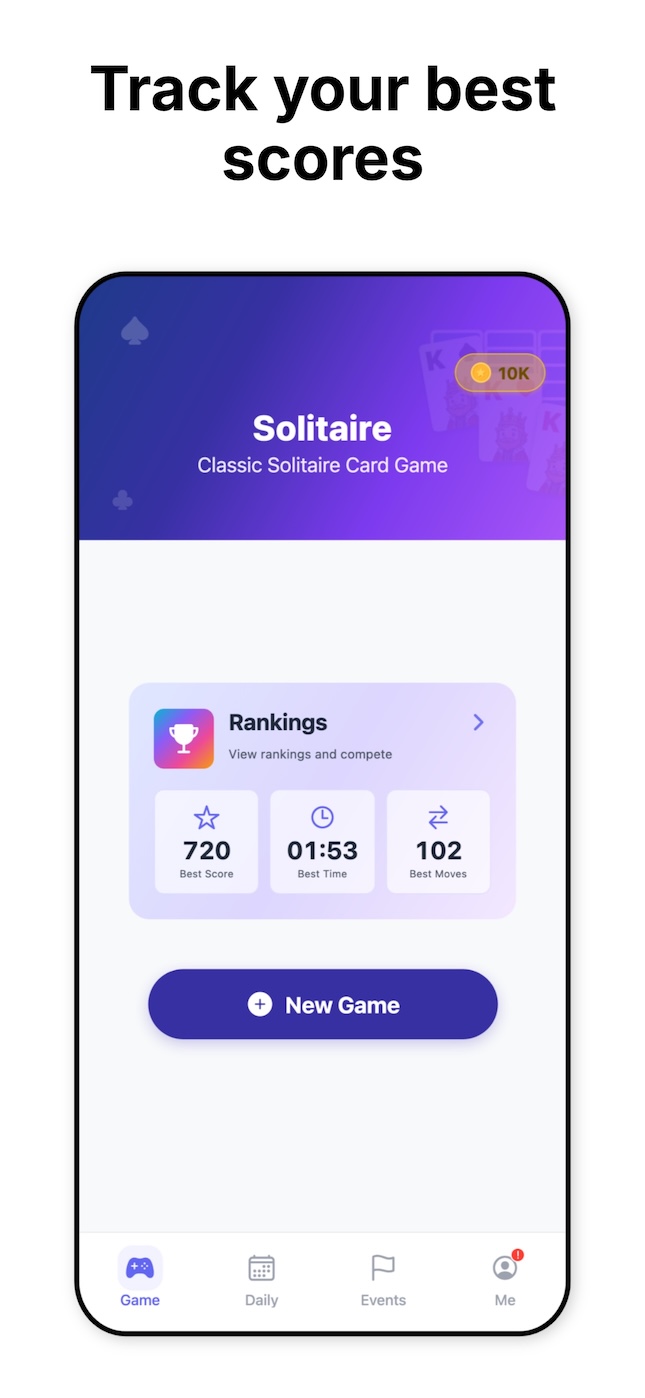 Track your best
scores
K
K
K
10K
Solitaire
Classic Solitaire Card Game
Rankings
View rankings and compete
720
01:53
102
Best Score
Best Time
Best Moves
New Game
Game
Daily
Events
Me